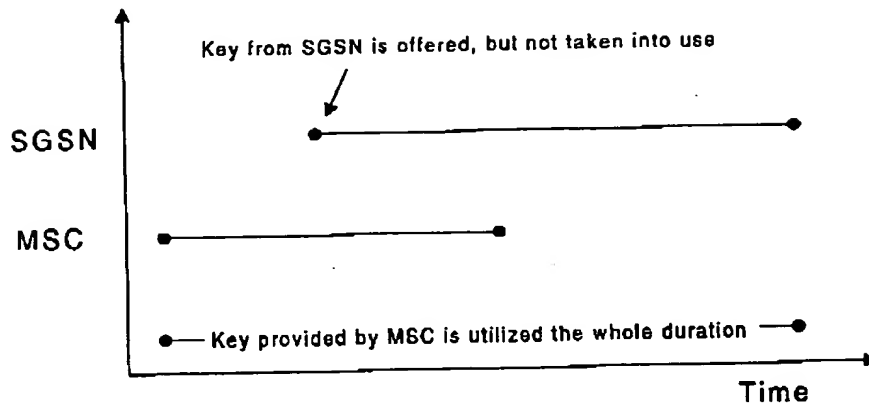 Key from SGSN is offered, but not taken into use
SGSN
MSC
Key provided by MSC is utilized the whole duration
Time